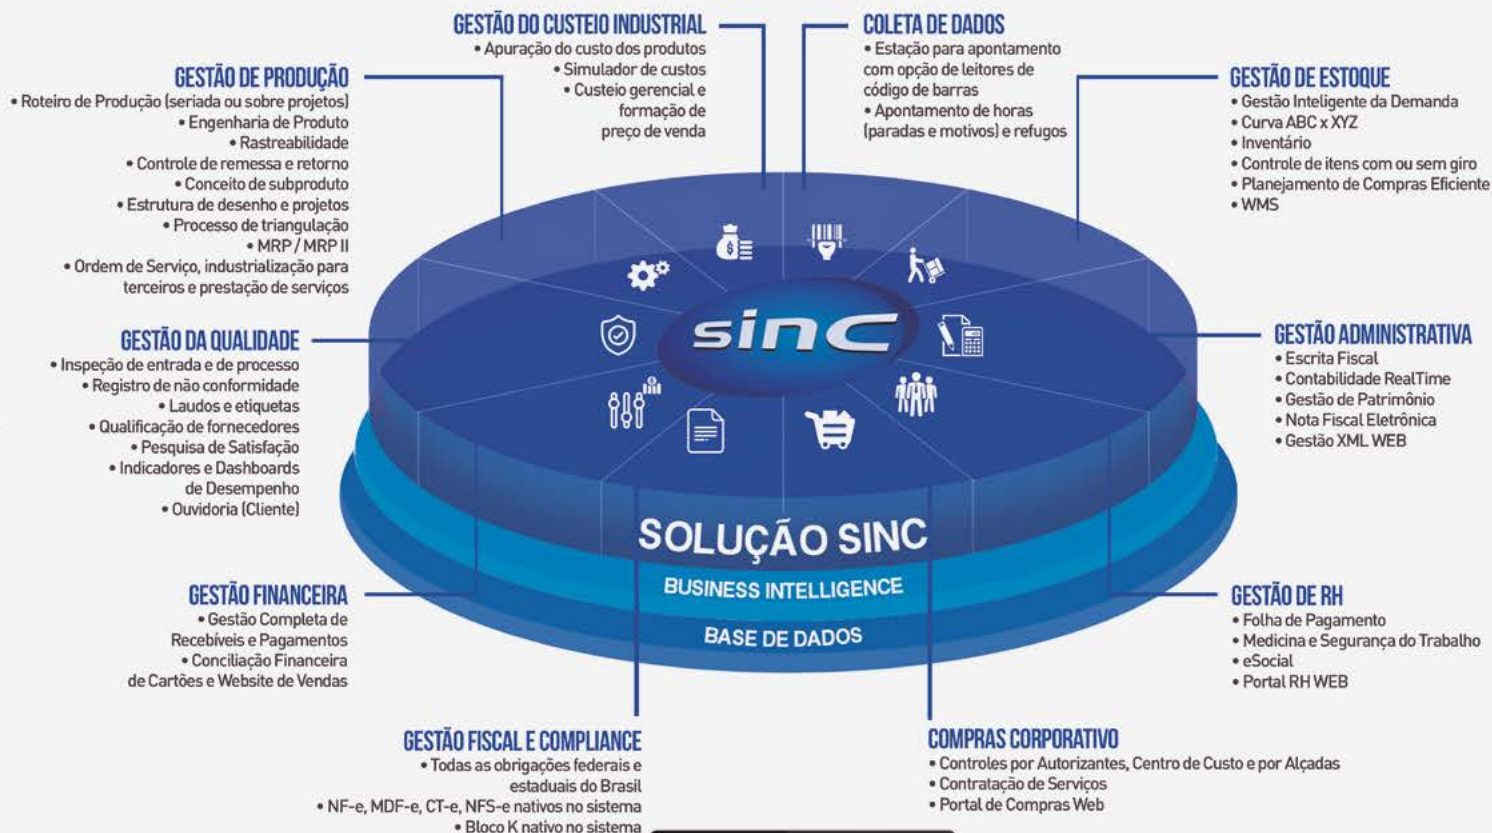 GESTÃO DO CUSTEIO INDUSTRIAL
• Apuração do custo dos produtos
• Simulador de custos
• Custeio gerencial e
formação de
preço de venda
COLETA DE DADOS
• Estação para apontamento
com opção de leitores de
código de barras
• Apontamento de horas
(paradas e motivos) e refugos
GESTÃO DE PRODUÇÃO
• Roteiro de Produção (seriada ou sobre projetos)
• Engenharia de Produto
• Rastreabilidade
• Controle de remessa e retorno
• Conceito de subproduto
• Estrutura de desenho e projetos
• Processo de triangulação
• MRP / MRP II
• Ordem de Serviço, industrialização para
terceiros e prestação de serviços
GESTÃO DE ESTOQUE
• Gestão Inteligente da Demanda
• Curva ABC x XYZ
• Inventário
• Controle de itens com ou sem giro
• Planejamento de Compras Eficiente
• WMS
sinc
GESTÃO DA QUALIDADE
• Inspeção de entrada e de processo
• Registro de não conformidade
• Laudos e etiquetas
• Qualificação de fornecedores
• Pesquisa de Satisfação
• Indicadores e Dashboards
de Desempenho
• Ouvidoria (Cliente)
GESTÃO ADMINISTRATIVA
• Escrita Fiscal
• Contabilidade RealTime
• Gestão de Patrimônio
• Nota Fiscal Eletrônica
• Gestão XML WEB
SOLUÇÃO SINC
BUSINESS INTELLIGENCE
BASE DE DADOS
GESTÃO FINANCEIRA
• Gestão Completa de
Recebíveis e Pagamentos
• Conciliação Financeira
de Cartões e Website de Vendas
GESTÃO DE RH
• Folha de Pagamento
• Medicina e Segurança do Trabalho
• eSocial
• Portal RH WEB
GESTÃO FISCAL E COMPLIANCE
• Todas as obrigações federais e
estaduais do Brasil
• NF-e, MDF-e, CT-e, NFS-e nativos no sistema
• Bloco K nativo no sistema
COMPRAS CORPORATIVO
• Controles por Autorizantes, Centro de Custo e por Alçadas
• Contratação de Serviços
• Portal de Compras Web